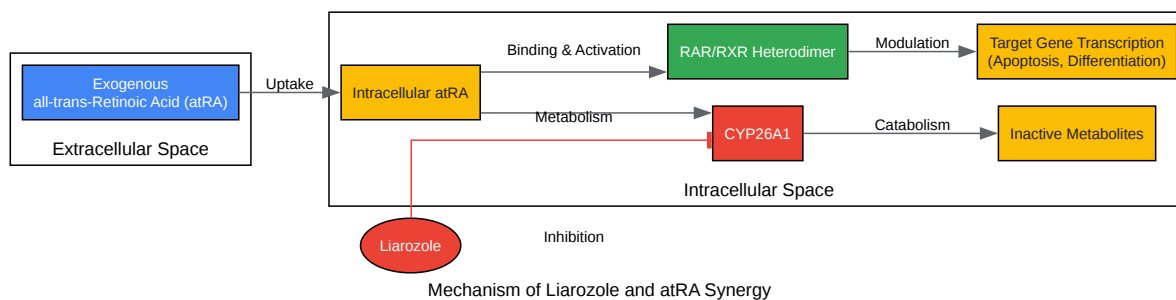 Exogenous
all-trans-Retinoic Acid (atRA)
Extracellular Space
Uptake
Intracellular atRA
Binding & Activation
RAR/RXR Heterodimer
Modulation
Target Gene Transcription
(Apoptosis, Differentiation)
Metabolism
CYP26A1
Catabolism
Inactive Metabolites
Intracellular Space
Liarozole
Inhibition
Mechanism of Liarozole and atRA Synergy